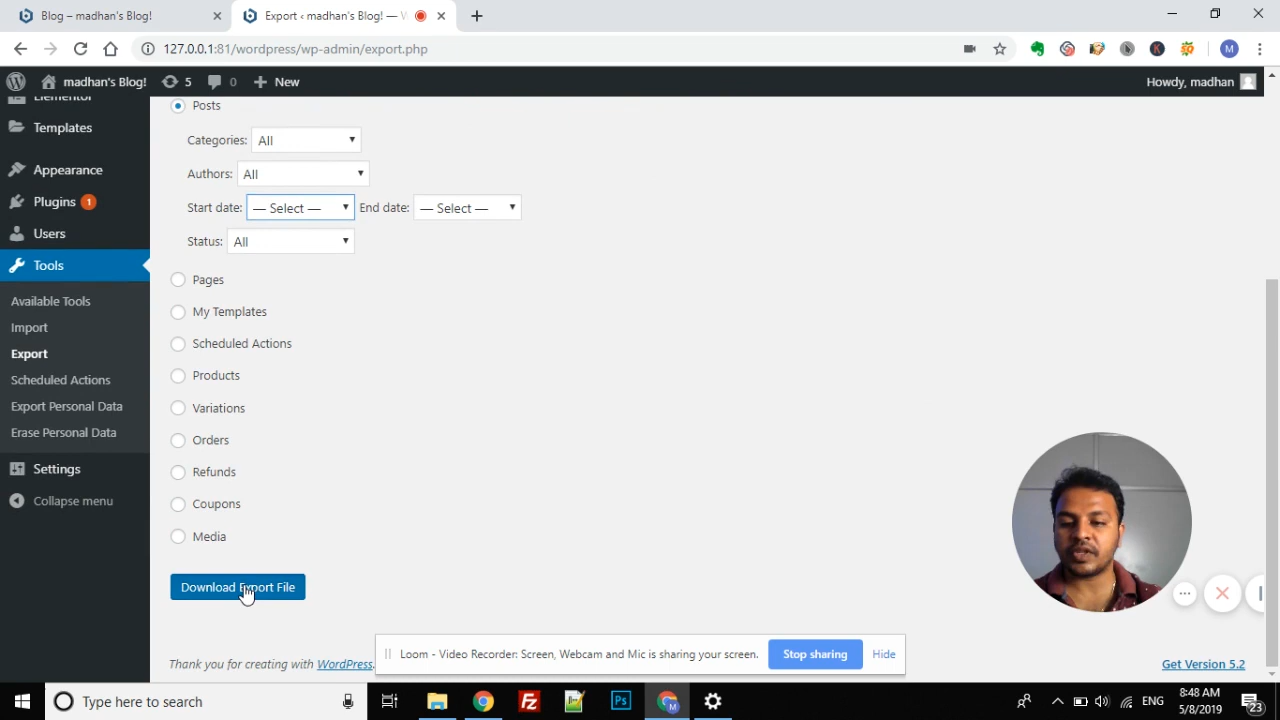 Blog – madhan's Blog!
Export ‹ madhan's Blog! — W
127.0.0.1:81/wordpress/wp-admin/export.php
M
madhan's Blog!
5
0
New
Howdy, madhan
Elementor
Templates
Appearance
Plugins 1
Users
Tools
Available Tools
Import
Export
Scheduled Actions
Export Personal Data
Erase Personal Data
Settings
Collapse menu
Posts
Categories: All
Authors: All
Start date: — Select — End date: — Select —
Status: All
Pages
My Templates
Scheduled Actions
Products
Variations
Orders
Refunds
Coupons
Media
Download Export File
Thank you for creating with WordPress.
Get Version 5.2
Loom - Video Recorder: Screen, Webcam and Mic is sharing your screen.
Stop sharing
Hide
Type here to search
Ps
M
ENG
8:48 AM
5/8/2019
23